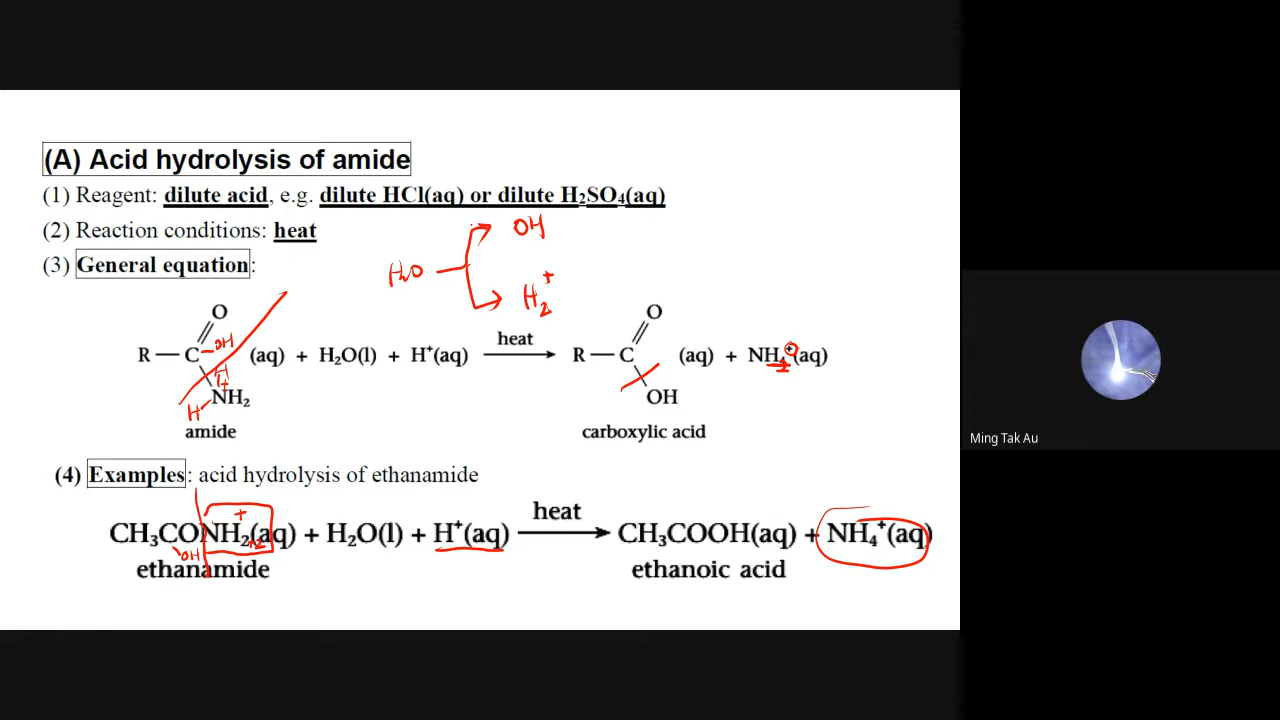 (A) Acid hydrolysis of amide
(1) Reagent: dilute acid, e.g. dilute HCl(aq) or dilute H₂SO₄(aq)
(2) Reaction conditions: heat
OH
(3) General equation:
H₂O
H₂⁺
O
R — C OH (aq) + H₂O(l) + H⁺(aq) heat
H
H NH₂
amide
O
R — C (aq) + NH₄⁺(aq)
OH
carboxylic acid
(4) Examples: acid hydrolysis of ethanamide
CH₃CONH₂(aq) + H₂O(l) + H⁺(aq) heat CH₃COOH(aq) + NH₄⁺(aq)
+
OH H2
ethanamide ethanoic acid
Ming Tak Au